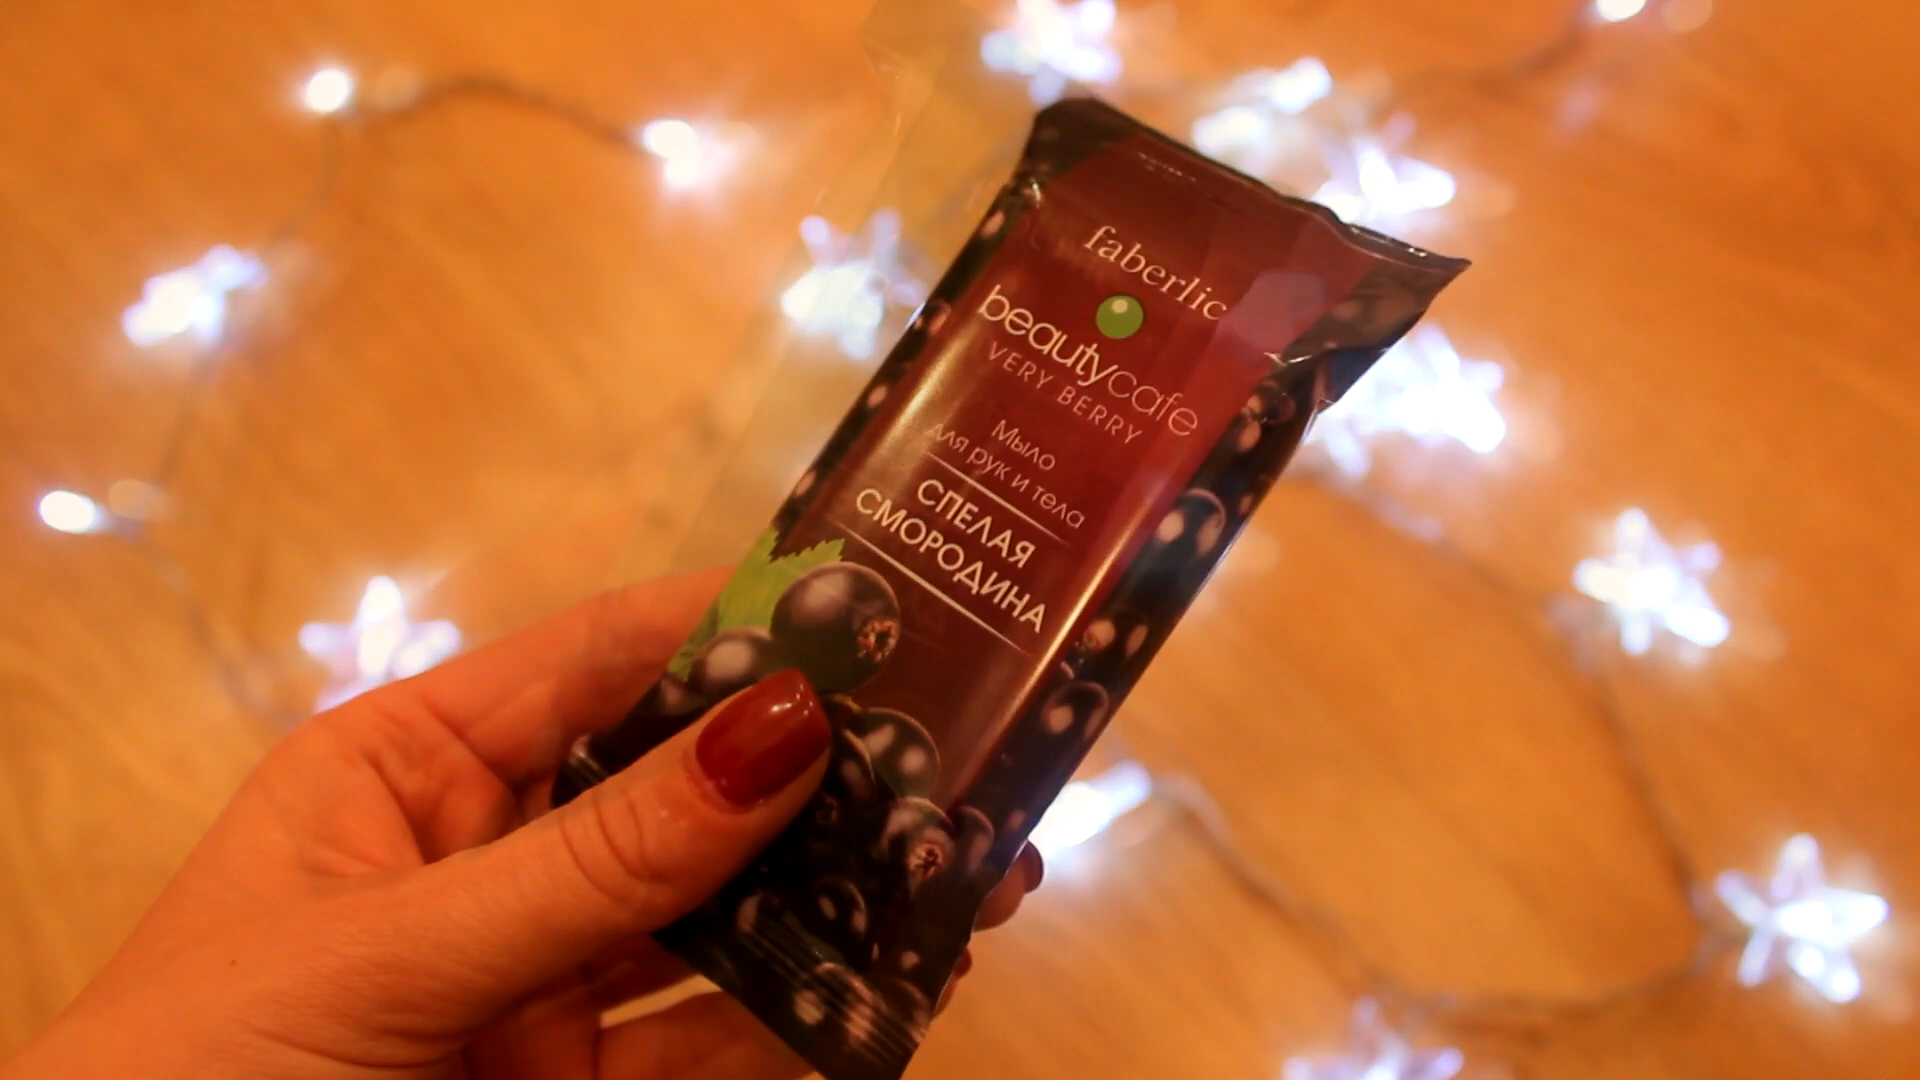 faberlic
beautycafe
VERY BERRY
Мыло
для рук и тела
СПЕЛАЯ
СМОРОДИНА